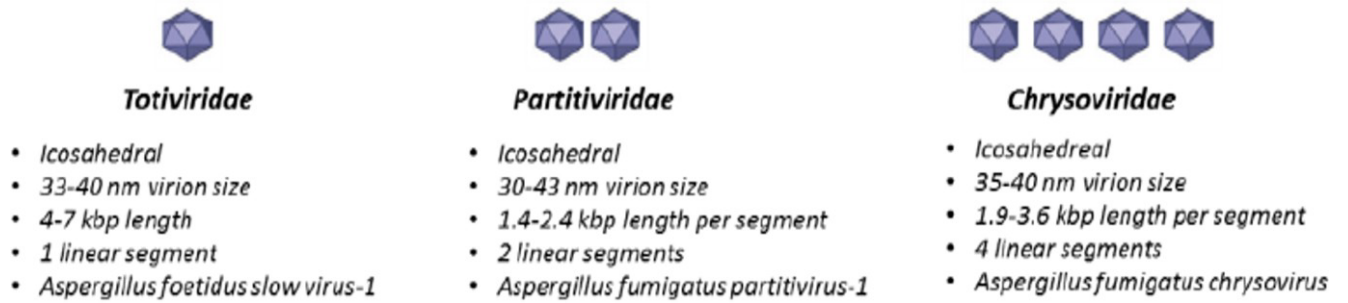 Totiviridae
• Icosahedral
• 33-40 nm virion size
• 4-7 kbp length
• 1 linear segment
• Aspergillus foetidus slow virus-1
Partitiviridae
• Icosahedral
• 30-43 nm virion size
• 1.4-2.4 kbp length per segment
• 2 linear segments
• Aspergillus fumigatus partitivirus-1
Chrysoviridae
• Icosahedreal
• 35-40 nm virion size
• 1.9-3.6 kbp length per segment
• 4 linear segments
• Aspergillus fumigatus chrysovirus